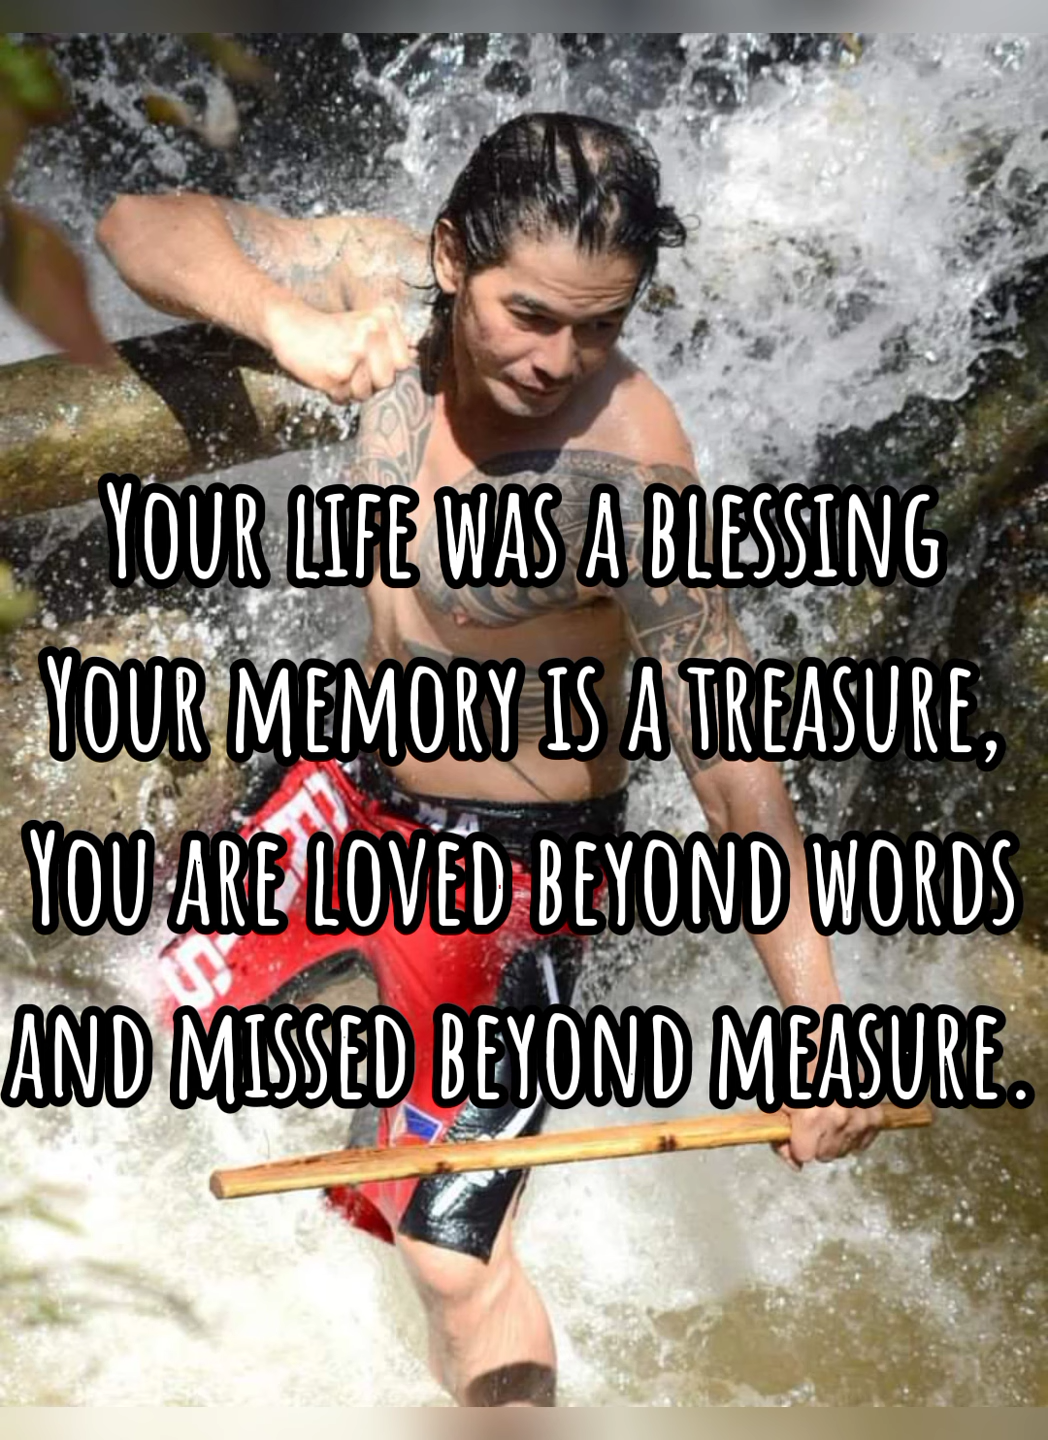 Your life was a blessing
Your memory is a treasure,
You are loved beyond words
and missed beyond measure.